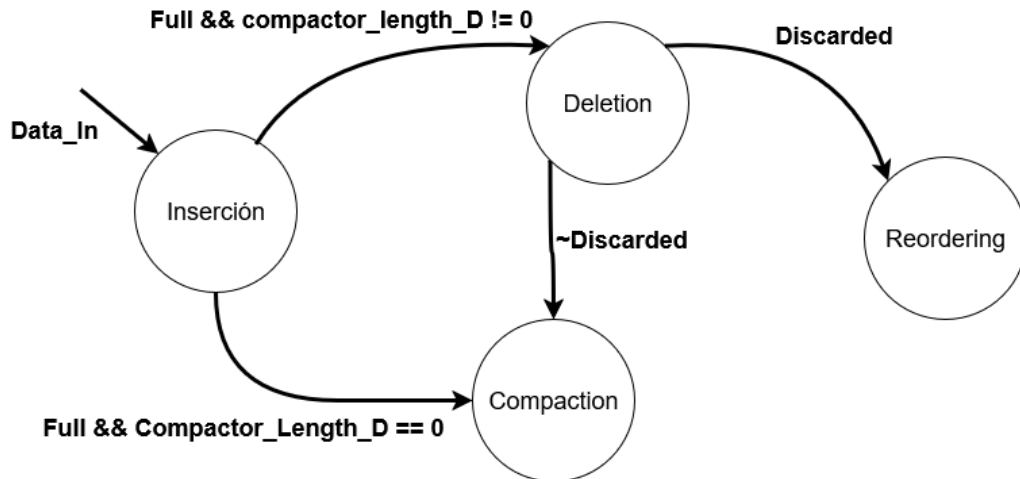 Full && compactor_length_D != 0
Discarded
Deletion
Data_In
Inserción
~Discarded
Reordering
Compaction
Full && Compactor_Length_D == 0